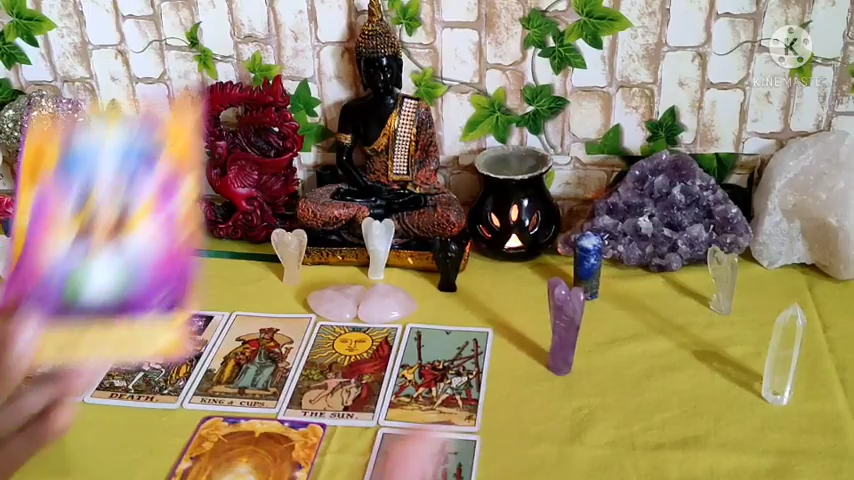 KINEMASTER
DEATH
KING of CUPS.
THE SUN.